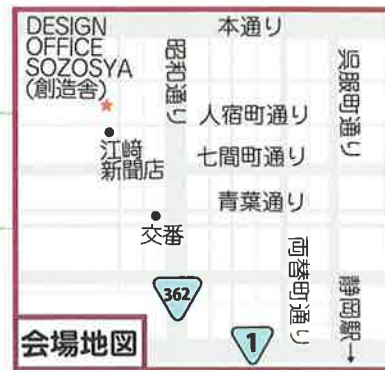 DESIGN
OFFICE
SOZOSYA
(創造舎)
本通り
昭和通り
呉服町通り
人宿町通り
江﨑
新聞店
七間町通り
青葉通り
交番
両替町通り
362
1
静岡駅→
会場地図